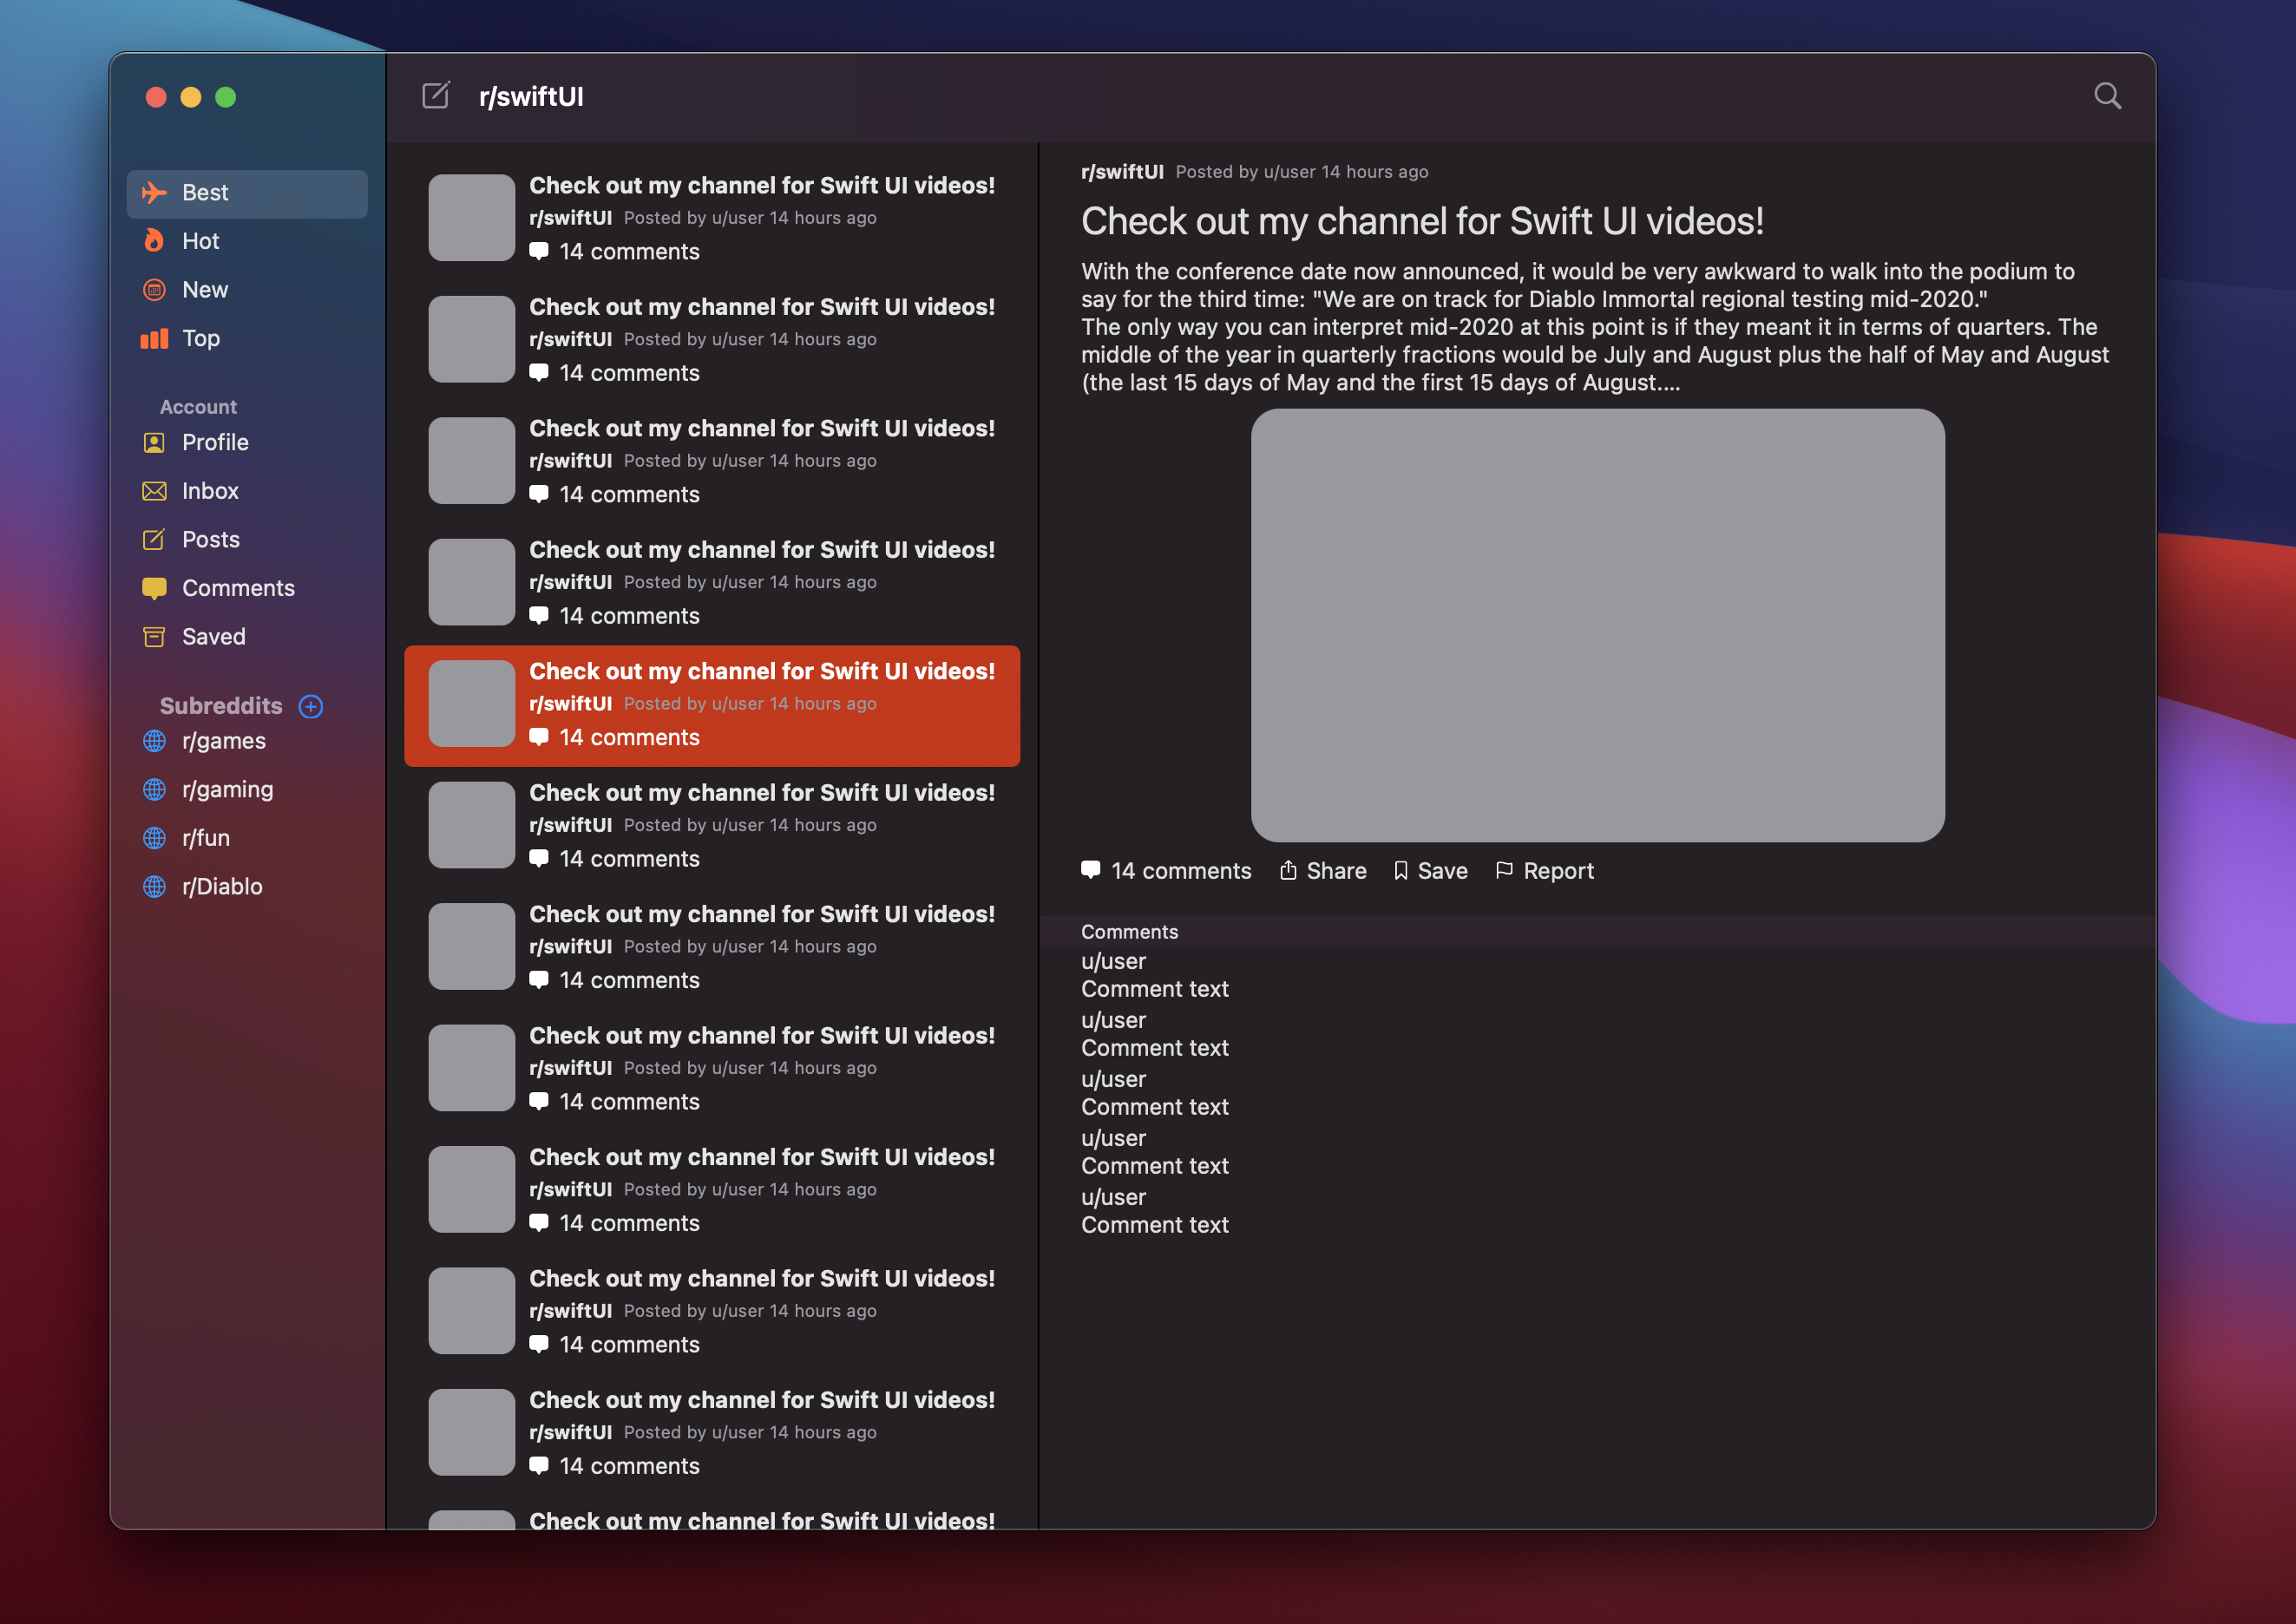 r/swiftUI
Best
Hot
New
Top
Account
Profile
Inbox
Posts
Comments
Saved
Subreddits
r/games
r/gaming
r/fun
r/Diablo
Check out my channel for Swift UI videos!
r/swiftUI Posted by u/user 14 hours ago
14 comments
Check out my channel for Swift UI videos!
r/swiftUI Posted by u/user 14 hours ago
14 comments
Check out my channel for Swift UI videos!
r/swiftUI Posted by u/user 14 hours ago
14 comments
Check out my channel for Swift UI videos!
r/swiftUI Posted by u/user 14 hours ago
14 comments
Check out my channel for Swift UI videos!
r/swiftUI Posted by u/user 14 hours ago
14 comments
Check out my channel for Swift UI videos!
r/swiftUI Posted by u/user 14 hours ago
14 comments
Check out my channel for Swift UI videos!
r/swiftUI Posted by u/user 14 hours ago
14 comments
Check out my channel for Swift UI videos!
r/swiftUI Posted by u/user 14 hours ago
14 comments
Check out my channel for Swift UI videos!
r/swiftUI Posted by u/user 14 hours ago
14 comments
Check out my channel for Swift UI videos!
r/swiftUI Posted by u/user 14 hours ago
14 comments
Check out my channel for Swift UI videos!
r/swiftUI Posted by u/user 14 hours ago
14 comments
Check out my channel for Swift UI videos!
r/swiftUI Posted by u/user 14 hours ago
Check out my channel for Swift UI videos!
With the conference date now announced, it would be very awkward to walk into the podium to
say for the third time: "We are on track for Diablo Immortal regional testing mid-2020."
The only way you can interpret mid-2020 at this point is if they meant it in terms of quarters. The
middle of the year in quarterly fractions would be July and August plus the half of May and August
(the last 15 days of May and the first 15 days of August....
14 comments Share Save Report
Comments
u/user
Comment text
u/user
Comment text
u/user
Comment text
u/user
Comment text
u/user
Comment text